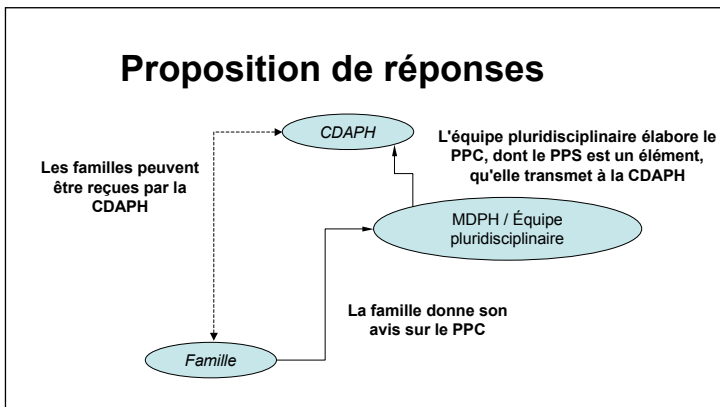 Proposition de réponses
CDAPH
L'équipe pluridisciplinaire élabore le
PPC, dont le PPS est un élément,
qu'elle transmet à la CDAPH
Les familles peuvent
être reçues par la
CDAPH
MDPH / Équipe
pluridisciplinaire
La famille donne son
avis sur le PPC
Famille